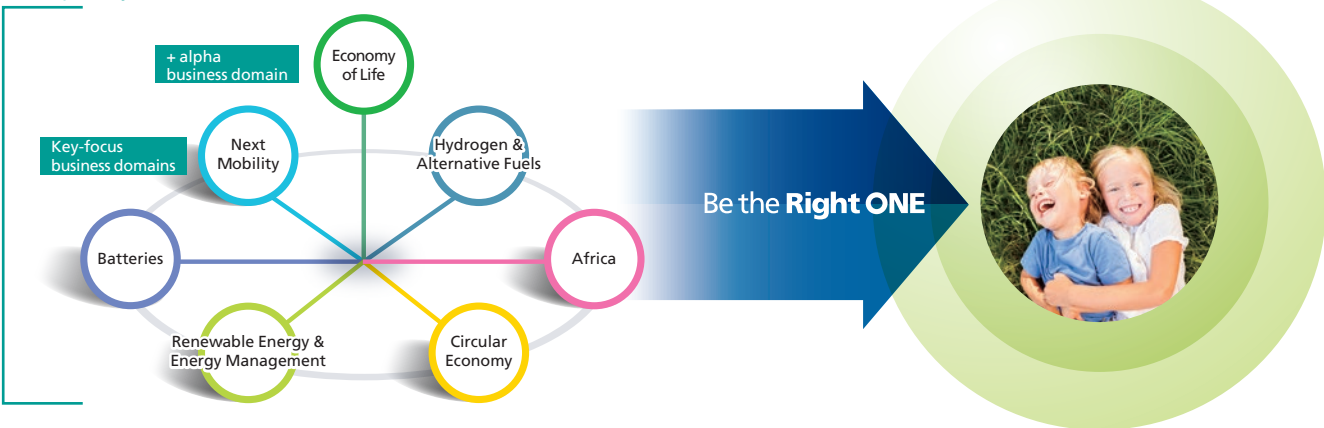 + alpha
business domain
Economy
of Life
Key-focus
business domains
Next
Mobility
Hydrogen &
Alternative Fuels
Batteries
Africa
Renewable Energy &
Energy Management
Circular
Economy
Be the Right ONE